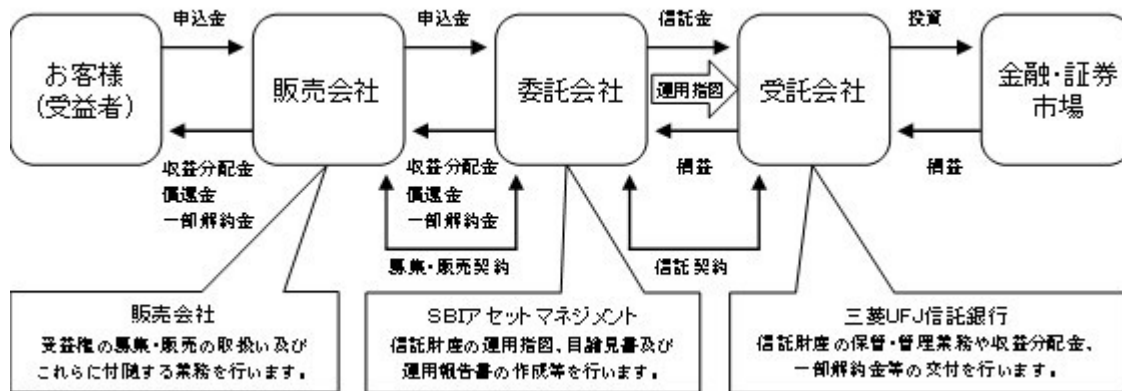 申込金
申込金
信託金
投資
お客様
(受益者)
販売会社
委託会社
運用指図
受託会社
金融・証券
市場
収益分配金
償還金
一部解約金
収益分配金
償還金
一部解約金
損益
損益
募集・販売契約
信託契約
販売会社
受益権の募集・販売の取扱い及び
これらに付随する業務を行います。
SBIアセットマネジメント
信託財産の運用指図、目論見書及び
運用報告書の作成等を行います。
三菱UFJ信託銀行
信託財産の保管・管理業務や収益分配金、
一部解約金等の交付を行います。